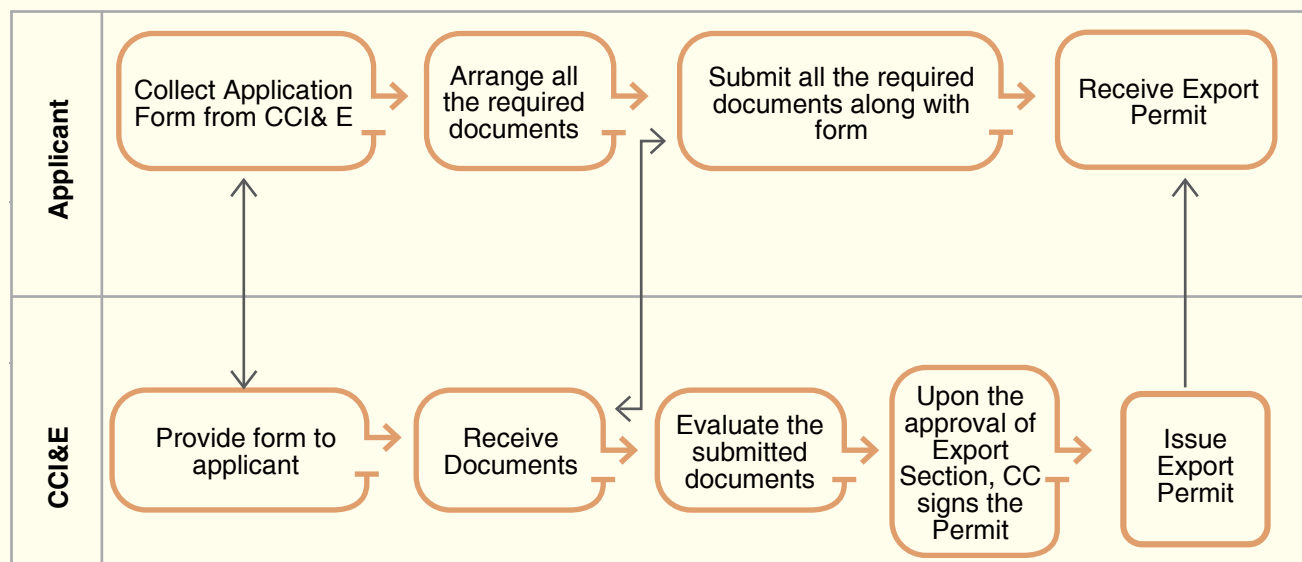 Applicant
Collect Application
Form from CCI& E
Arrange all
the required
documents
Submit all the required
documents along with
form
Receive Export
Permit
CCI&E
Provide form to
applicant
Receive
Documents
Evaluate the
submitted
documents
Upon the
approval of
Export
Section, CC
signs the
Permit
Issue
Export
Permit